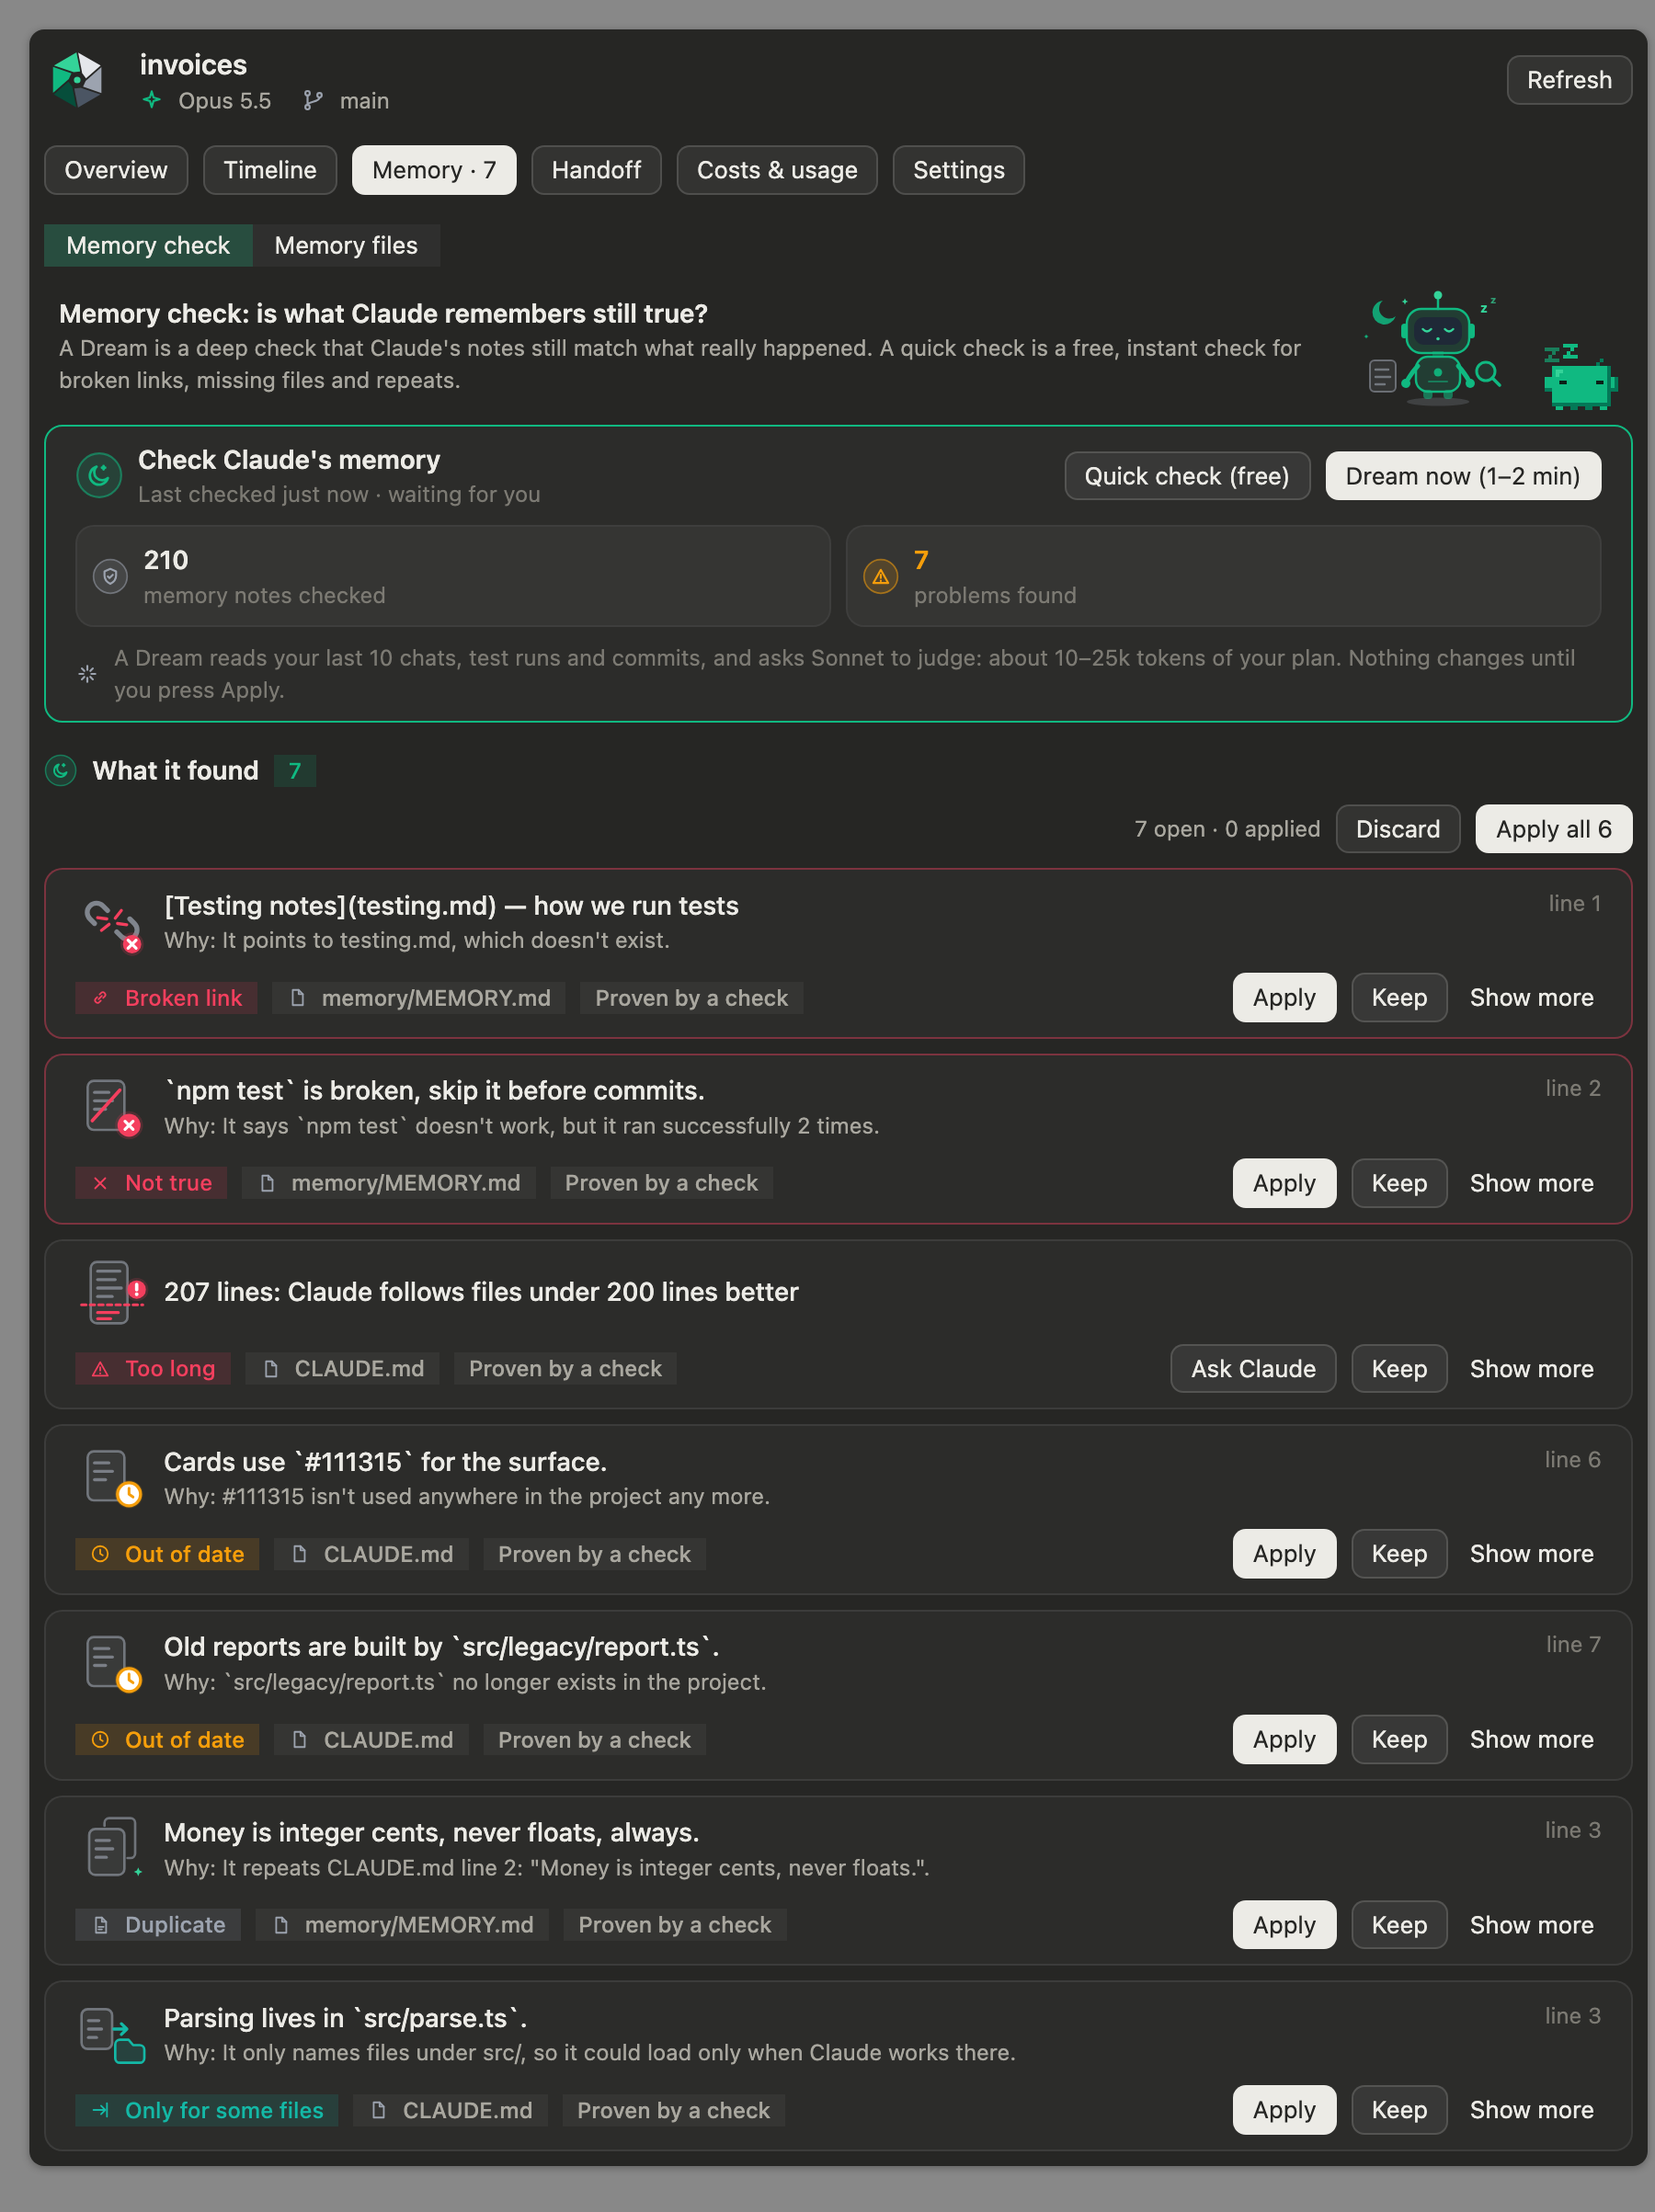 invoices
Opus 5.5 main
Refresh
Overview Timeline Memory · 7 Handoff Costs & usage Settings
Memory check Memory files
Memory check: is what Claude remembers still true?
A Dream is a deep check that Claude's notes still match what really happened. A quick check is a free, instant check for
broken links, missing files and repeats.
z z
Check Claude's memory
Last checked just now · waiting for you
Quick check (free) Dream now (1–2 min)
210
memory notes checked
7
problems found
A Dream reads your last 10 chats, test runs and commits, and asks Sonnet to judge: about 10–25k tokens of your plan. Nothing changes until
you press Apply.
What it found 7
7 open · 0 applied Discard Apply all 6
[Testing notes](testing.md) — how we run tests line 1
Why: It points to testing.md, which doesn't exist.
Broken link memory/MEMORY.md Proven by a check Apply Keep Show more
`npm test` is broken, skip it before commits. line 2
Why: It says `npm test` doesn't work, but it ran successfully 2 times.
Not true memory/MEMORY.md Proven by a check Apply Keep Show more
207 lines: Claude follows files under 200 lines better
Too long CLAUDE.md Proven by a check Ask Claude Keep Show more
Cards use `#111315` for the surface. line 6
Why: #111315 isn't used anywhere in the project any more.
Out of date CLAUDE.md Proven by a check Apply Keep Show more
Old reports are built by `src/legacy/report.ts`. line 7
Why: `src/legacy/report.ts` no longer exists in the project.
Out of date CLAUDE.md Proven by a check Apply Keep Show more
Money is integer cents, never floats, always. line 3
Why: It repeats CLAUDE.md line 2: "Money is integer cents, never floats.".
Duplicate memory/MEMORY.md Proven by a check Apply Keep Show more
Parsing lives in `src/parse.ts`. line 3
Why: It only names files under src/, so it could load only when Claude works there.
Only for some files CLAUDE.md Proven by a check Apply Keep Show more